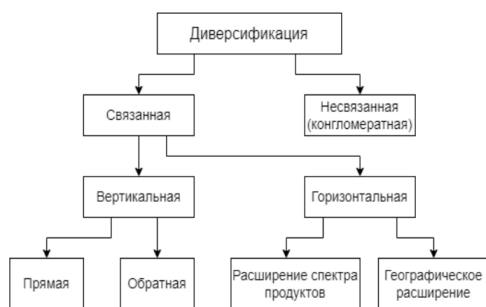 Диверсификация
Связанная
Несвязанная
(конгломератная)
Вертикальная
Горизонтальная
Прямая
Обратная
Расширение спектра
продуктов
Географическое
расширение